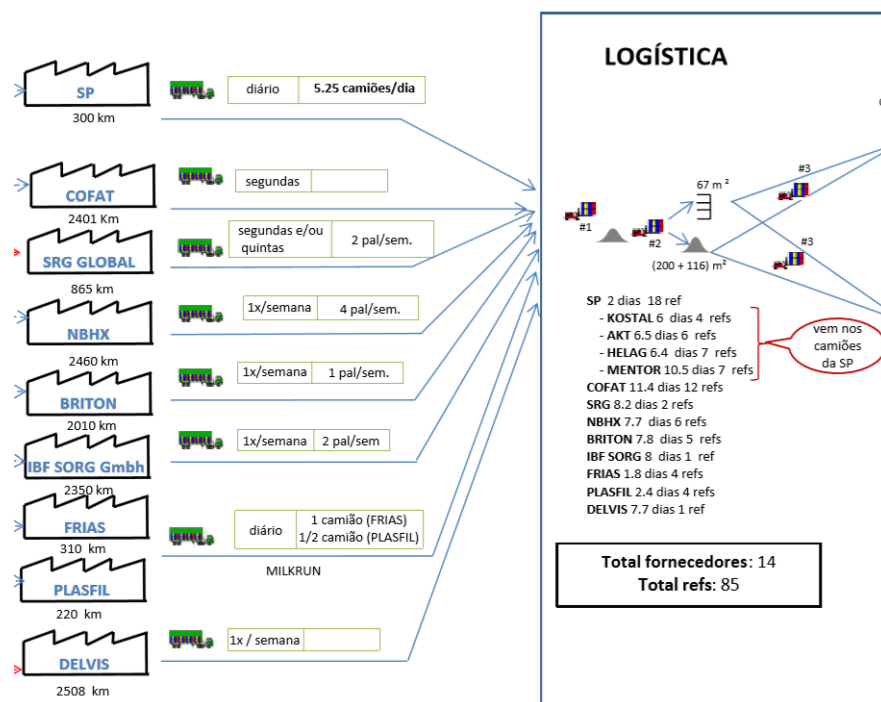 SP
300 km
diário
5.25 camiões/dia
COFAT
2401 Km
segundas
SRG GLOBAL
865 km
segundas e/ou
quintas
2 pal/sem.
NBHX
2460 km
1x/semana
4 pal/sem.
BRITON
2010 km
1x/semana
1 pal/sem.
IBF SORG Gmbh
2350 km
1x/semana
2 pal/sem
FRIAS
310 km
diário
1 camião (FRIAS)
1/2 camião (PLASFIL)
MILKRUN
PLASFIL
220 km
DELVIS
2508 km
1x / semana
LOGÍSTICA
#1
#2
67 m ²
(200 + 116) m²
#3
#3
SP 2 dias 18 ref
- KOSTAL 6 dias 4 refs
- AKT 6.5 dias 6 refs
- HELAG 6.4 dias 7 refs
- MENTOR 10.5 dias 7 refs
COFAT 11.4 dias 12 refs
SRG 8.2 dias 2 refs
NBHX 7.7 dias 6 refs
BRITON 7.8 dias 5 refs
IBF SORG 8 dias 1 ref
FRIAS 1.8 dias 4 refs
PLASFIL 2.4 dias 4 refs
DELVIS 7.7 dias 1 ref
vem nos
camiões
da SP
Total fornecedores: 14
Total refs: 85